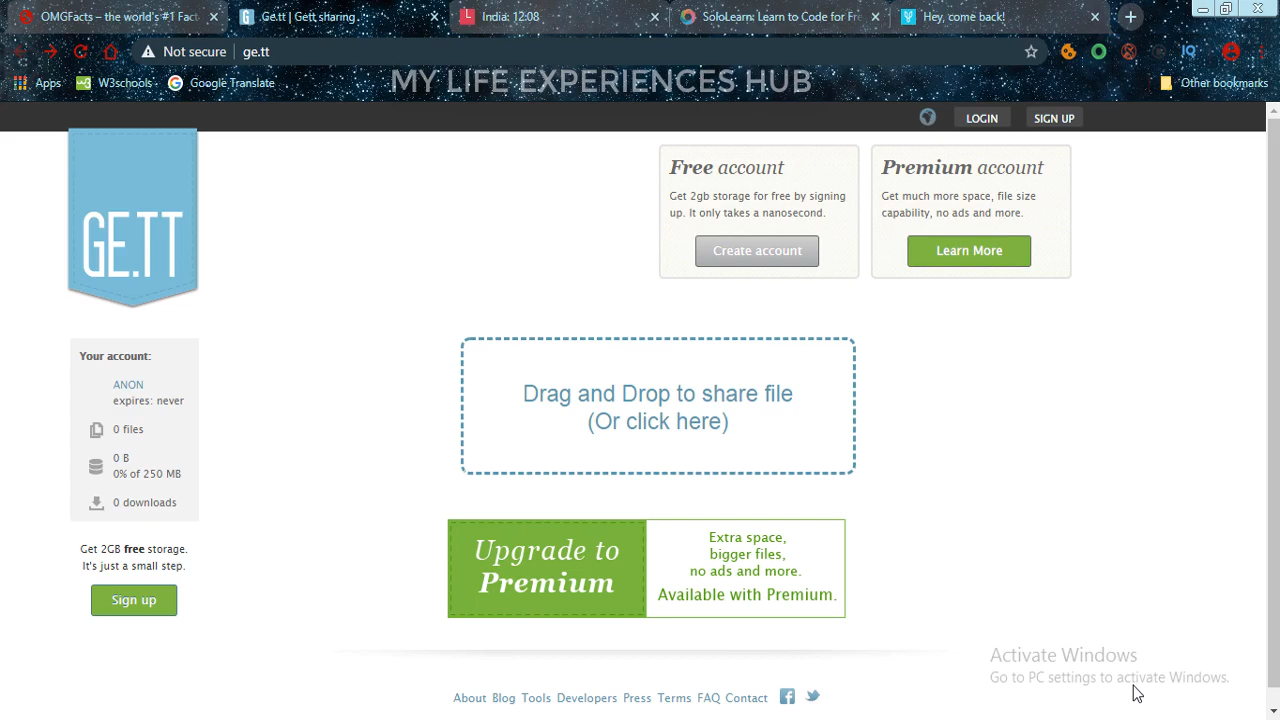 OMGFacts – the world's #1 Fact
Ge.tt | Gett sharing
India: 12:08
SoloLearn: Learn to Code for Fre
Hey, come back!
Not secure
ge.tt
Apps
W3schools
Google Translate
MY LIFE EXPERIENCES HUB
Other bookmarks
LOGIN
SIGN UP
GE.TT
Free account
Get 2gb storage for free by signing
up. It only takes a nanosecond.
Create account
Premium account
Get much more space, file size
capability, no ads and more.
Learn More
Your account:
ANON
expires: never
0 files
0 B
0% of 250 MB
0 downloads
Get 2GB free storage.
It's just a small step.
Sign up
Drag and Drop to share file
(Or click here)
Upgrade to
Premium
Extra space,
bigger files,
no ads and more.
Available with Premium.
Activate Windows
Go to PC settings to activate Windows.
About Blog Tools Developers Press Terms FAQ Contact